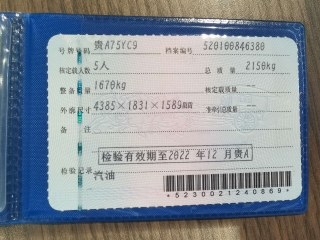 号牌号码 贵A75YC9 档案编号 520100846380
核定载人数 5人 总质量 2150kg
整备质量 1670kg 核定载质量 --
外廓尺寸 4385×1831×1589mm 准牵引总质量 --
备注
检验有效期至2022 年12 月贵A
检验记录 汽油
*5230012240869*